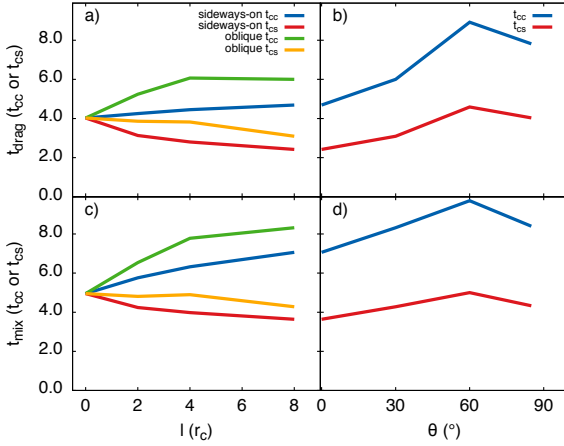 a)
sideways-on t_cc
sideways-on t_cs
oblique t_cc
oblique t_cs
b)
t_cc
t_cs
t_drag (t_cc or t_cs)
8.0
6.0
4.0
2.0
0.0
c)
d)
t_mix (t_cc or t_cs)
8.0
6.0
4.0
2.0
0.0
0 2 4 6 8
0 30 60 90
l (r_c)
θ (°)